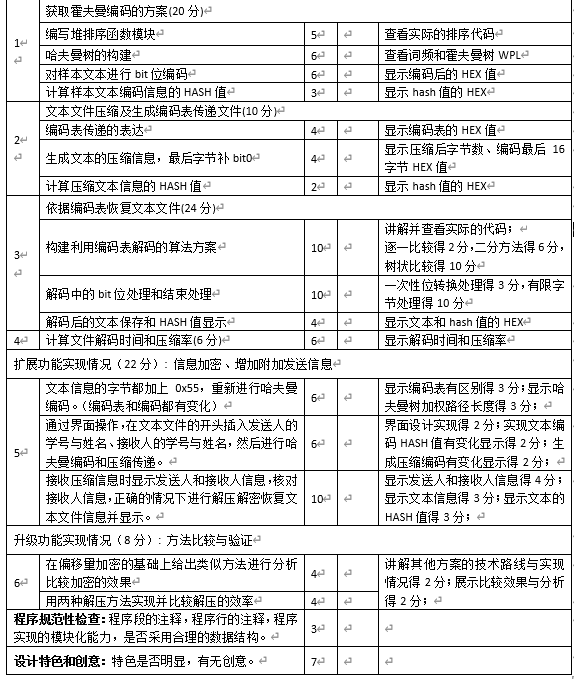 获取霍夫曼编码的方案(20 分)
1
编写堆排序函数模块
5
查看实际的排序代码
哈夫曼树的构建
6
查看词频和霍夫曼树 WPL
对样本文本进行 bit 位编码
6
显示编码后的 HEX 值
计算样本文本编码信息的 HASH 值
3
显示 hash 值的 HEX
文本文件压缩及生成编码表传递文件(10 分)
2
编码表传递的表达
4
显示编码表的 HEX 值
生成文本的压缩信息，最后字节补 bit0
4
显示压缩后字节数、编码最后 16
字节 HEX 值
计算压缩文本信息的 HASH 值
2
显示 hash 值的 HEX
依据编码表恢复文本文件(24 分)
3
构建利用编码表解码的算法方案
10
讲解并查看实际的代码；
逐一比较得 2 分，二分方法得 6 分，
树状比较得 10 分
解码中的 bit 位处理和结束处理
10
一次性位转换处理得 3 分，有限字
节处理得 10 分
解码后的文本保存和 HASH 值显示
4
显示文本和 hash 值的 HEX
4
计算文件解码时间和压缩率(6 分)
6
显示解码时间和压缩率
扩展功能实现情况（22 分）：信息加密、增加附加发送信息
5
文本信息的字节都加上 0x55，重新进行哈夫曼
编码。（编码表和编码都有变化）
6
显示编码表有区别得 3 分；显示哈
夫曼树加权路径长度得 3 分；
通过界面操作，在文本文件的开头插入发送人的
学号与姓名、接收人的学号与姓名，然后进行哈
夫曼编码和压缩传递。
6
界面设计实现得 2 分；实现文本编
码 HASH 值有变化显示得 2 分；生
成压缩编码有变化显示得 2 分；
接收压缩信息时显示发送人和接收人信息，核对
接收人信息，正确的情况下进行解压解密恢复文
本文件信息并显示。
10
显示发送人和接收人信息得 4 分；
显示文本信息得 3 分；显示文本的
HASH 值得 3 分；
升级功能实现情况（8 分）：方法比较与验证
6
在偏移量加密的基础上给出类似方法进行分析
比较加密的效果
4
讲解其他方案的技术路线与实现
情况得 2 分；展示比较效果与分析
得 2 分；
用两种解压方法实现并比较解压的效率
4
程序规范性检查：程序段的注释，程序行的注释，程序
实现的模块化能力，是否采用合理的数据结构。
3
设计特色和创意：特色是否明显，有无创意。
7